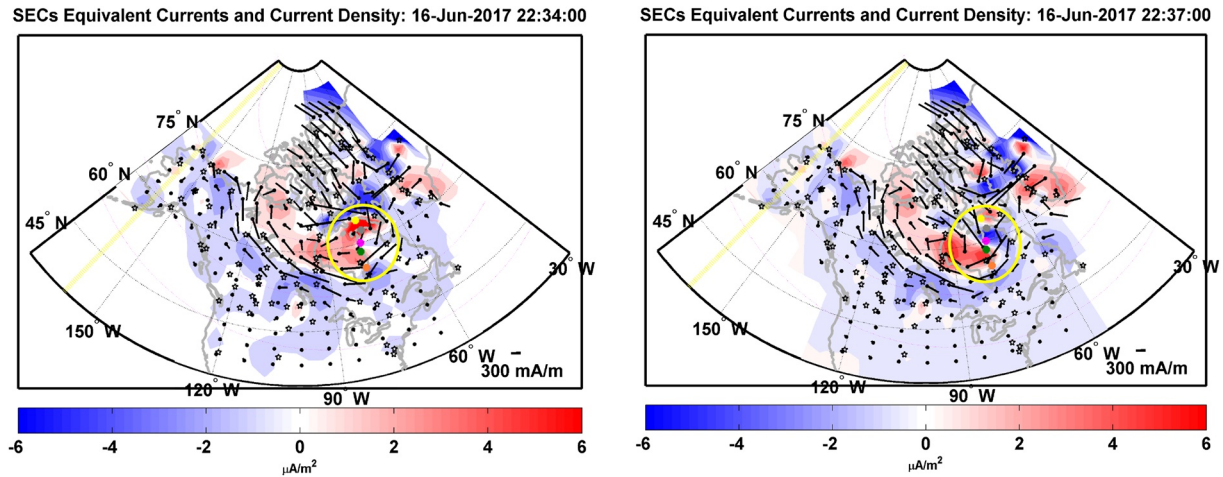 SECs Equivalent Currents and Current Density: 16-Jun-2017 22:34:00
75° N
60° N
45° N
30° W
150° W
60° W
300 mA/m
120° W
90° W
-6 -4 -2 0 2 4 6
μA/m²
SECs Equivalent Currents and Current Density: 16-Jun-2017 22:37:00
75° N
60° N
45° N
30° W
150° W
60° W
300 mA/m
120° W
90° W
-6 -4 -2 0 2 4 6
μA/m²